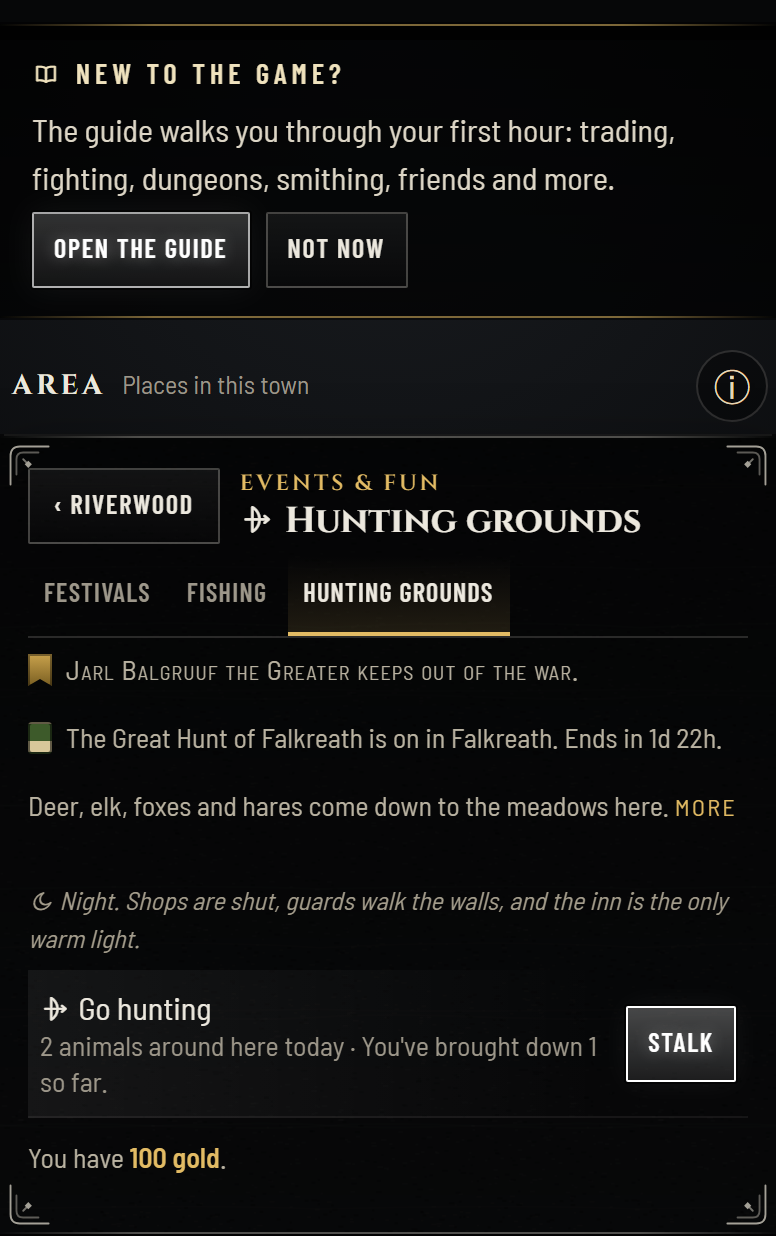 NEW TO THE GAME?
The guide walks you through your first hour: trading,
fighting, dungeons, smithing, friends and more.
OPEN THE GUIDE
NOT NOW
AREA Places in this town
‹ RIVERWOOD
EVENTS & FUN
HUNTING GROUNDS
FESTIVALS FISHING HUNTING GROUNDS
Jarl Balgruuf the Greater keeps out of the war.
The Great Hunt of Falkreath is on in Falkreath. Ends in 1d 22h.
Deer, elk, foxes and hares come down to the meadows here. MORE
Night. Shops are shut, guards walk the walls, and the inn is the only
warm light.
Go hunting
2 animals around here today · You've brought down 1
so far.
STALK
You have 100 gold.